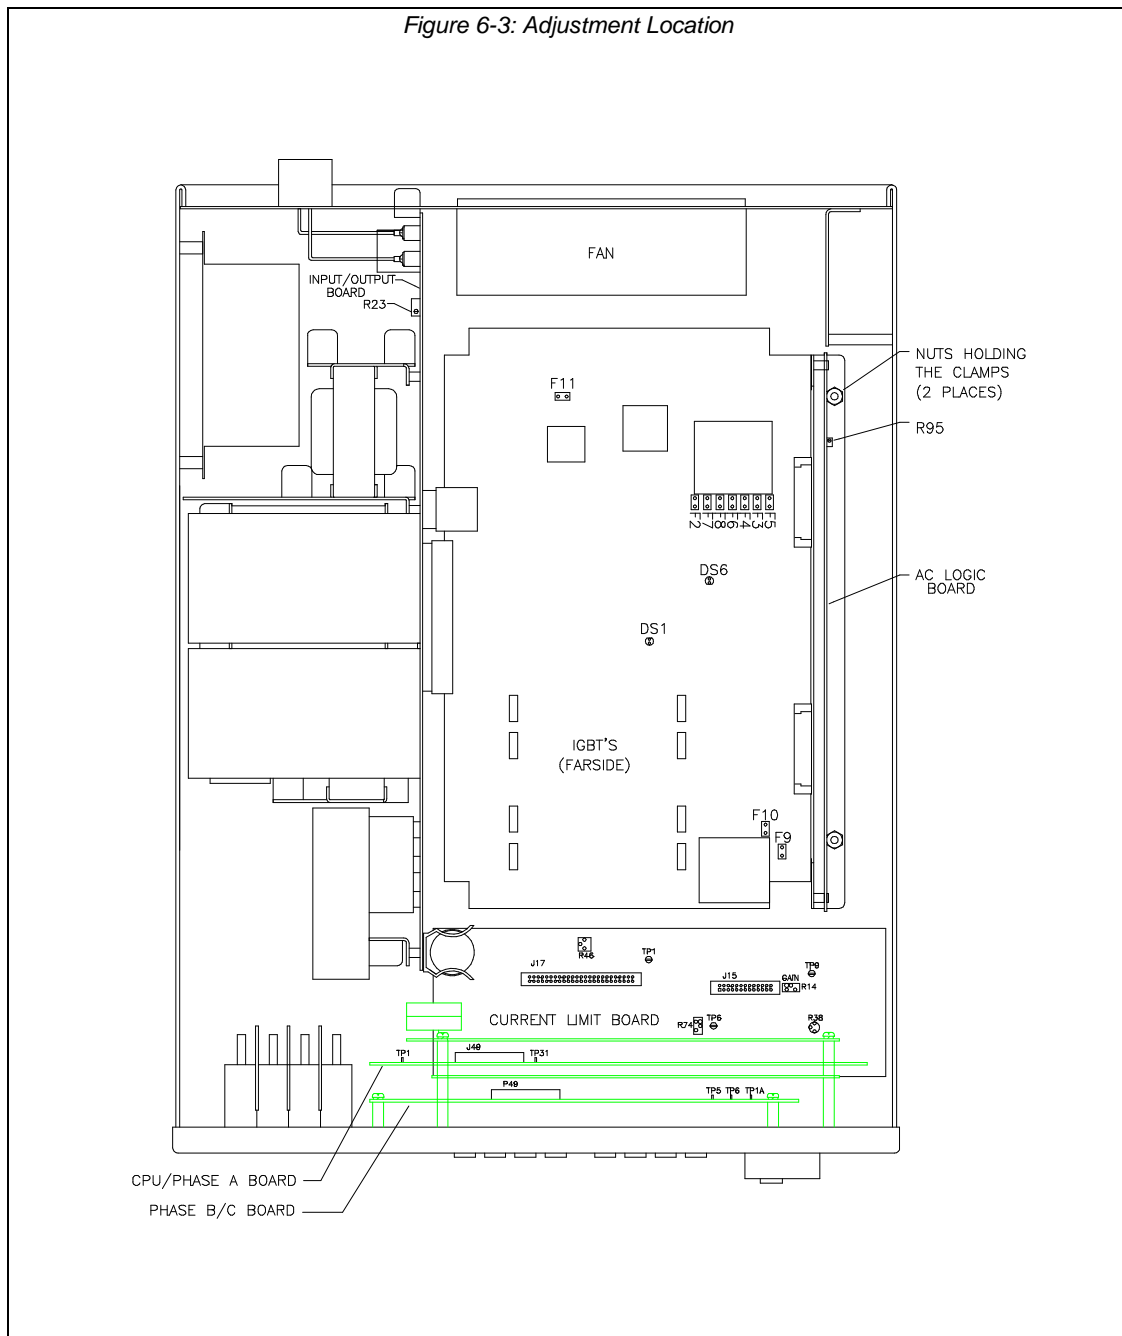 Figure 6-3: Adjustment Location
FAN
INPUT/OUTPUT
BOARD
R23
NUTS HOLDING
THE CLAMPS
(2 PLACES)
F11
R95
F2
F7
F8
F6
F4
F3
F5
DS6
AC LOGIC
BOARD
DS1
IGBT'S
(FARSIDE)
F10
F9
R46
TP1
J17
TP9
J15
GAIN
R14
CURRENT LIMIT BOARD
R74
TP6
R38
TP1
J49
TP31
P49
TP5
TP6
TP1A
CPU/PHASE A BOARD
PHASE B/C BOARD